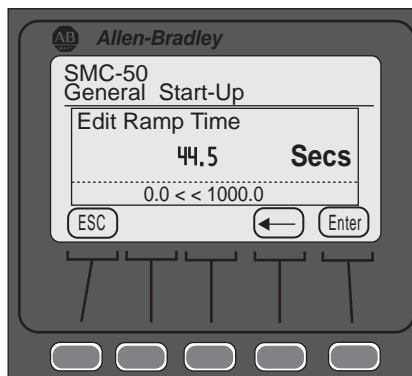 AB Allen-Bradley
SMC-50
General Start-Up
Edit Ramp Time
44.5 Secs
0.0 < < 1000.0
ESC Enter